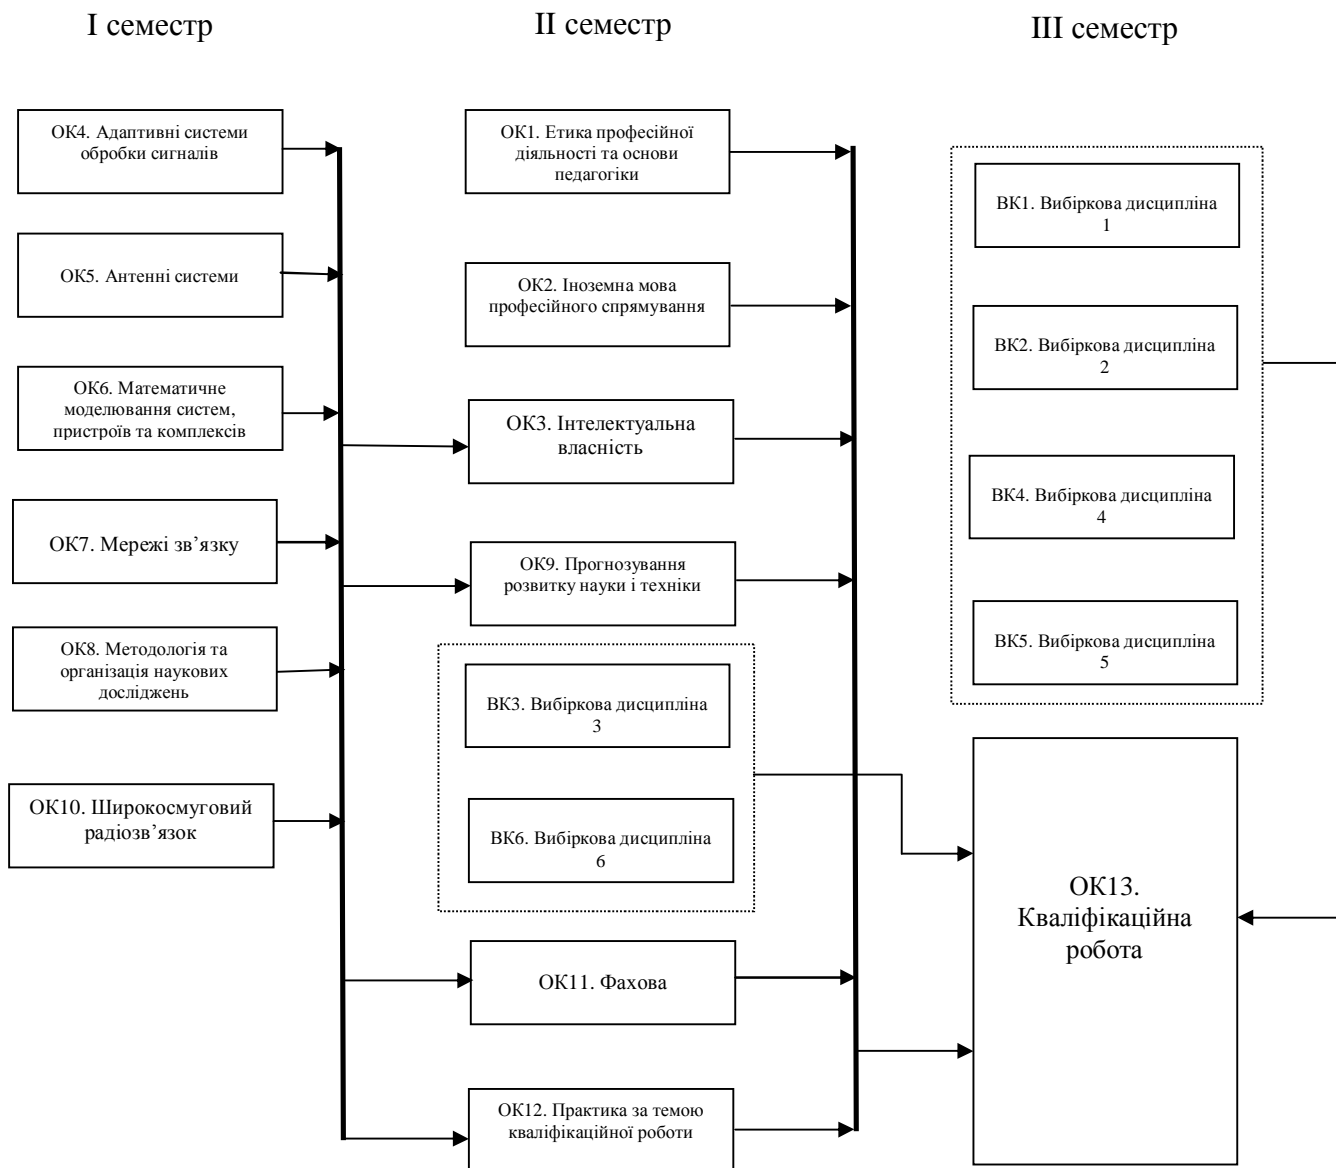 I семестр
II семестр
III семестр
ОК4. Адаптивні системи
обробки сигналів
ОК5. Антенні системи
ОК6. Математичне
моделювання систем,
пристроїв та комплексів
ОК7. Мережі зв’язку
ОК8. Методологія та
організація наукових
досліджень
ОК10. Широкосмуговий
радіозв’язок
ОК1. Етика професійної
діяльності та основи
педагогіки
ОК2. Іноземна мова
професійного спрямування
ОК3. Інтелектуальна
власність
ОК9. Прогнозування
розвитку науки і техніки
ВК3. Вибіркова дисципліна
3
ВК6. Вибіркова дисципліна
6
ОК11. Фахова
ОК12. Практика за темою
кваліфікаційної роботи
ВК1. Вибіркова дисципліна
1
ВК2. Вибіркова дисципліна
2
ВК4. Вибіркова дисципліна
4
ВК5. Вибіркова дисципліна
5
ОК13.
Кваліфікаційна
робота